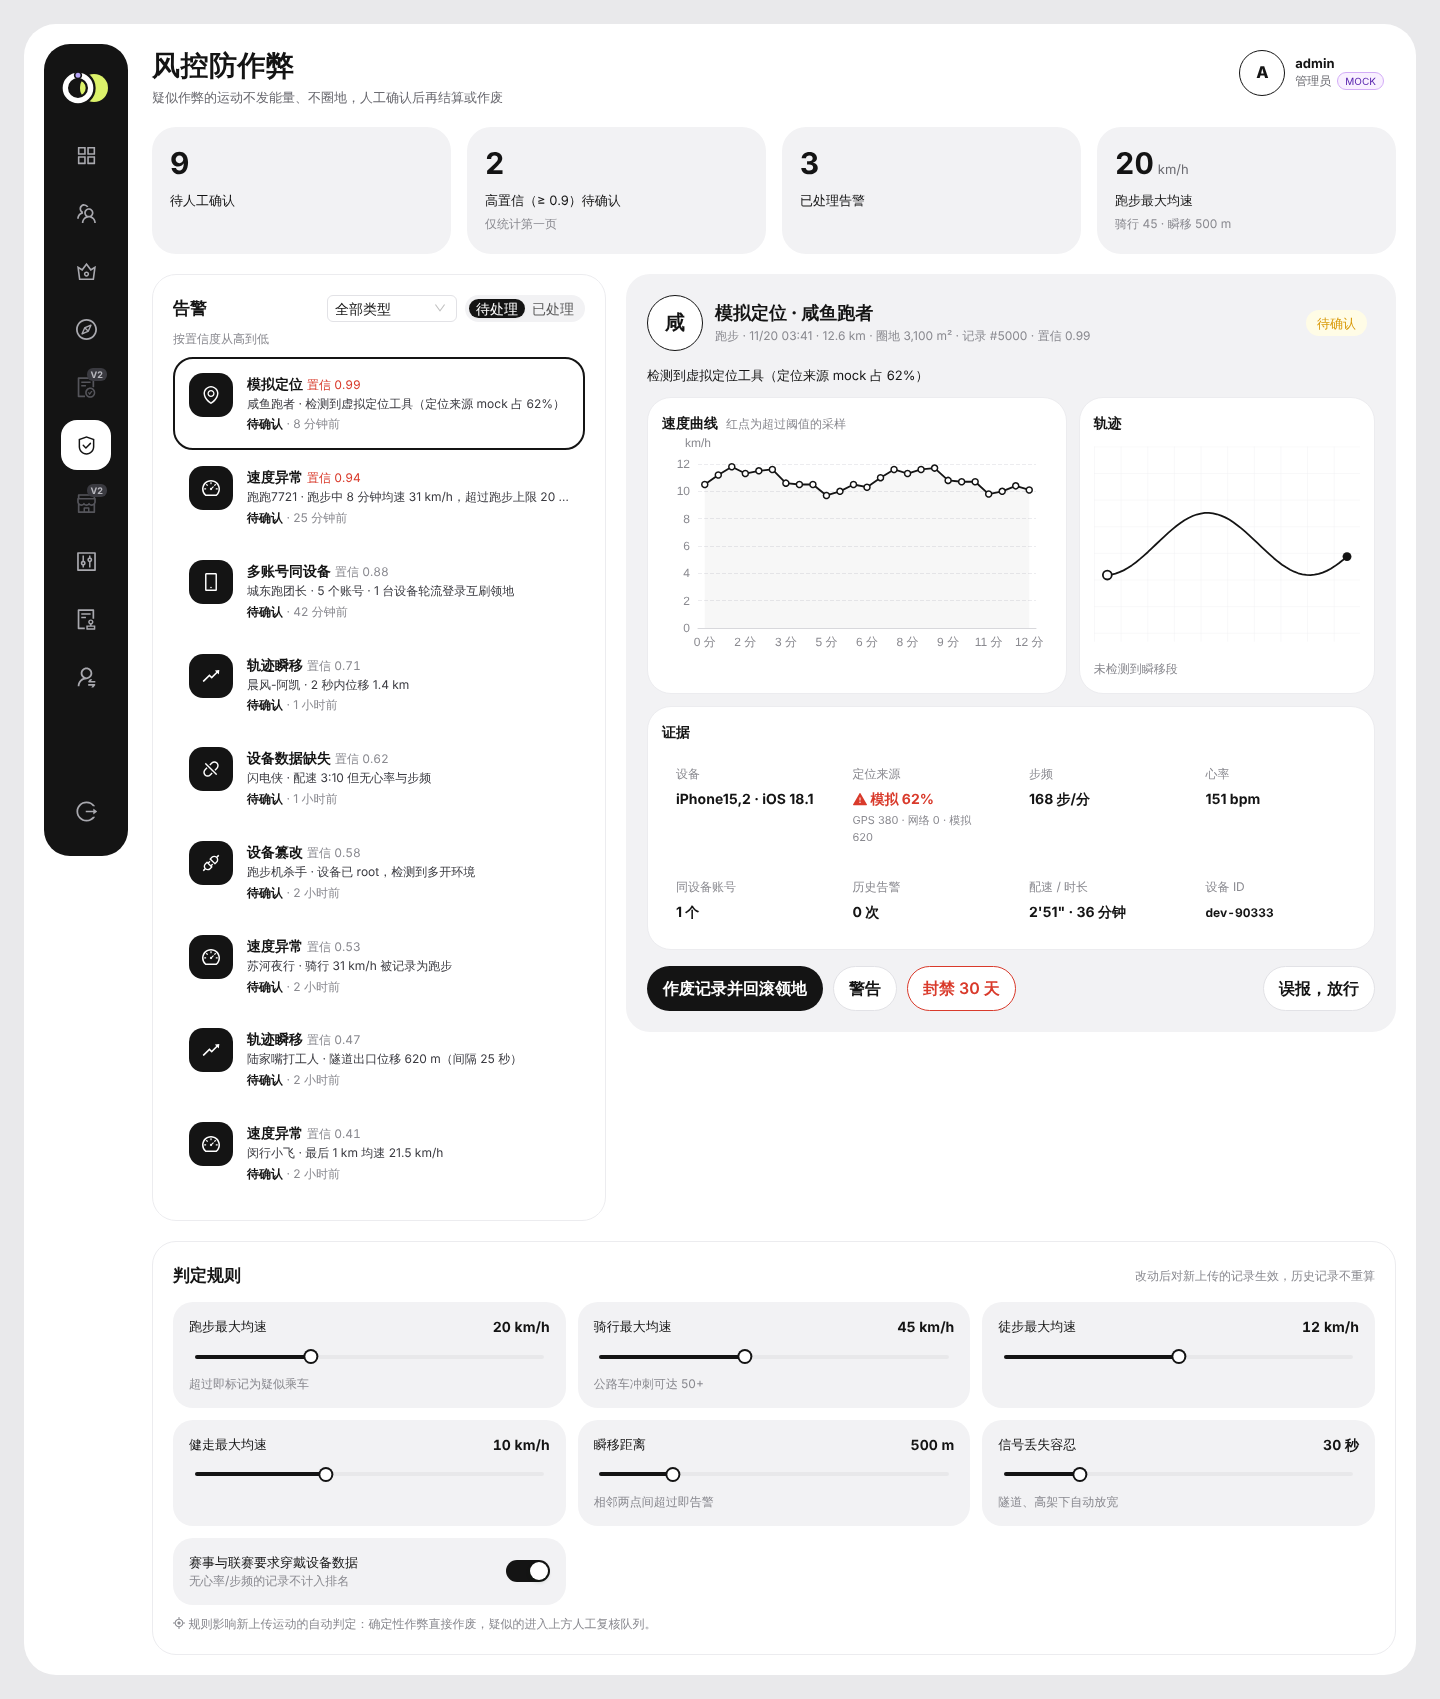 风控防作弊
疑似作弊的运动不发能量、不圈地，人工确认后再结算或作废
A
admin
管理员 MOCK
V2
V2
9
待人工确认
2
高置信（≥ 0.9）待确认
仅统计第一页
3
已处理告警
20 km/h
跑步最大均速
骑行 45 · 瞬移 500 m
告警
全部类型
待处理 已处理
按置信度从高到低
模拟定位 置信 0.99
咸鱼跑者 · 检测到虚拟定位工具（定位来源 mock 占 62%）
待确认 · 8 分钟前
速度异常 置信 0.94
跑跑7721 · 跑步中 8 分钟均速 31 km/h，超过跑步上限 20 ...
待确认 · 25 分钟前
多账号同设备 置信 0.88
城东跑团长 · 5 个账号 · 1 台设备轮流登录互刷领地
待确认 · 42 分钟前
轨迹瞬移 置信 0.71
晨风-阿凯 · 2 秒内位移 1.4 km
待确认 · 1 小时前
设备数据缺失 置信 0.62
闪电侠 · 配速 3:10 但无心率与步频
待确认 · 1 小时前
设备篡改 置信 0.58
跑步机杀手 · 设备已 root，检测到多开环境
待确认 · 2 小时前
速度异常 置信 0.53
苏河夜行 · 骑行 31 km/h 被记录为跑步
待确认 · 2 小时前
轨迹瞬移 置信 0.47
陆家嘴打工人 · 隧道出口位移 620 m（间隔 25 秒）
待确认 · 2 小时前
速度异常 置信 0.41
闵行小飞 · 最后 1 km 均速 21.5 km/h
待确认 · 2 小时前
咸
模拟定位 · 咸鱼跑者
跑步 · 11/20 03:41 · 12.6 km · 圈地 3,100 m² · 记录 #5000 · 置信 0.99
待确认
检测到虚拟定位工具（定位来源 mock 占 62%）
速度曲线 红点为超过阈值的采样
km/h
12
10
8
6
4
2
0
0 分 2 分 3 分 5 分 6 分 8 分 9 分 11 分 12 分
轨迹
未检测到瞬移段
证据
设备
iPhone15,2 · iOS 18.1
定位来源
模拟 62%
GPS 380 · 网络 0 · 模拟
620
步频
168 步/分
心率
151 bpm
同设备账号
1 个
历史告警
0 次
配速 / 时长
2'51" · 36 分钟
设备 ID
dev-90333
作废记录并回滚领地
警告
封禁 30 天
误报，放行
判定规则
改动后对新上传的记录生效，历史记录不重算
跑步最大均速 20 km/h
超过即标记为疑似乘车
骑行最大均速 45 km/h
公路车冲刺可达 50+
徒步最大均速 12 km/h
健走最大均速 10 km/h
瞬移距离 500 m
相邻两点间超过即告警
信号丢失容忍 30 秒
隧道、高架下自动放宽
赛事与联赛要求穿戴设备数据
无心率/步频的记录不计入排名
规则影响新上传运动的自动判定：确定性作弊直接作废，疑似的进入上方人工复核队列。